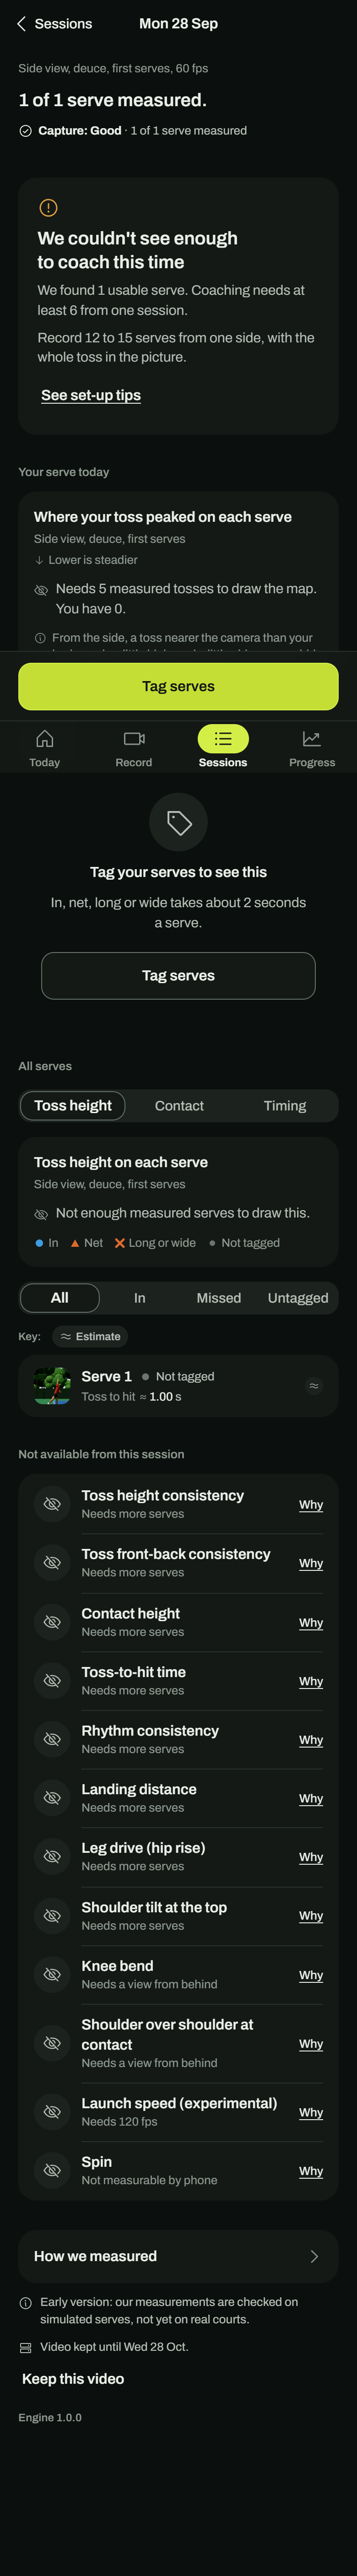 Sessions
Mon 28 Sep
Side view, deuce, first serves, 60 fps
1 of 1 serve measured.
Capture: Good · 1 of 1 serve measured
We couldn't see enough
to coach this time
We found 1 usable serve. Coaching needs at
least 6 from one session.
Record 12 to 15 serves from one side, with the
whole toss in the picture.
See set-up tips
Your serve today
Where your toss peaked on each serve
Side view, deuce, first serves
↓ Lower is steadier
Needs 5 measured tosses to draw the map.
You have 0.
From the side, a toss nearer the camera than your
Tag serves
Today
Record
Sessions
Progress
Tag your serves to see this
In, net, long or wide takes about 2 seconds
a serve.
Tag serves
All serves
Toss height
Contact
Timing
Toss height on each serve
Side view, deuce, first serves
Not enough measured serves to draw this.
In
Net
Long or wide
Not tagged
All
In
Missed
Untagged
Key:
≈ Estimate
Serve 1
Not tagged
Toss to hit ≈ 1.00 s
≈
Not available from this session
Toss height consistency
Needs more serves
Why
Toss front-back consistency
Needs more serves
Why
Contact height
Needs more serves
Why
Toss-to-hit time
Needs more serves
Why
Rhythm consistency
Needs more serves
Why
Landing distance
Needs more serves
Why
Leg drive (hip rise)
Needs more serves
Why
Shoulder tilt at the top
Needs more serves
Why
Knee bend
Needs a view from behind
Why
Shoulder over shoulder at
contact
Needs a view from behind
Why
Launch speed (experimental)
Needs 120 fps
Why
Spin
Not measurable by phone
Why
How we measured
Early version: our measurements are checked on
simulated serves, not yet on real courts.
Video kept until Wed 28 Oct.
Keep this video
Engine 1.0.0